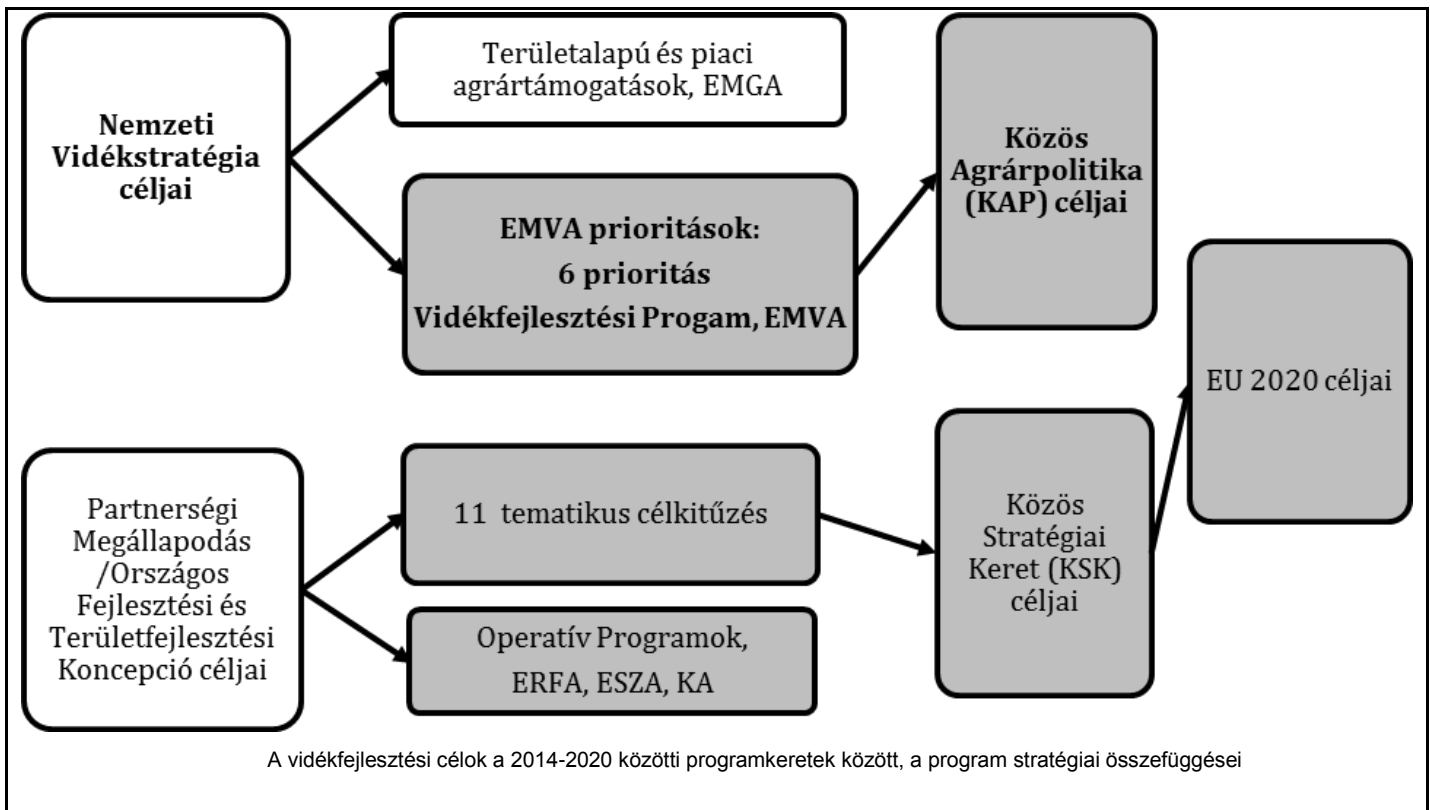 Nemzeti
Vidékstratégia
céljai
Területalapú és piaci
agrártámogatások, EMGA
EMVA prioritások:
6 prioritás
Vidékfejlesztési Progam, EMVA
Közös
Agrárpolitika
(KAP) céljai
EU 2020 céljai
Partnerségi
Megállapodás
/Országos
Fejlesztési és
Területfejlesztési
Koncepció céljai
11 tematikus célkitűzés
Operatív Programok,
ERFA, ESZA, KA
Közös
Stratégiai
Keret (KSK)
céljai
A vidékfejlesztési célok a 2014-2020 közötti programkeretek között, a program stratégiai összefüggései